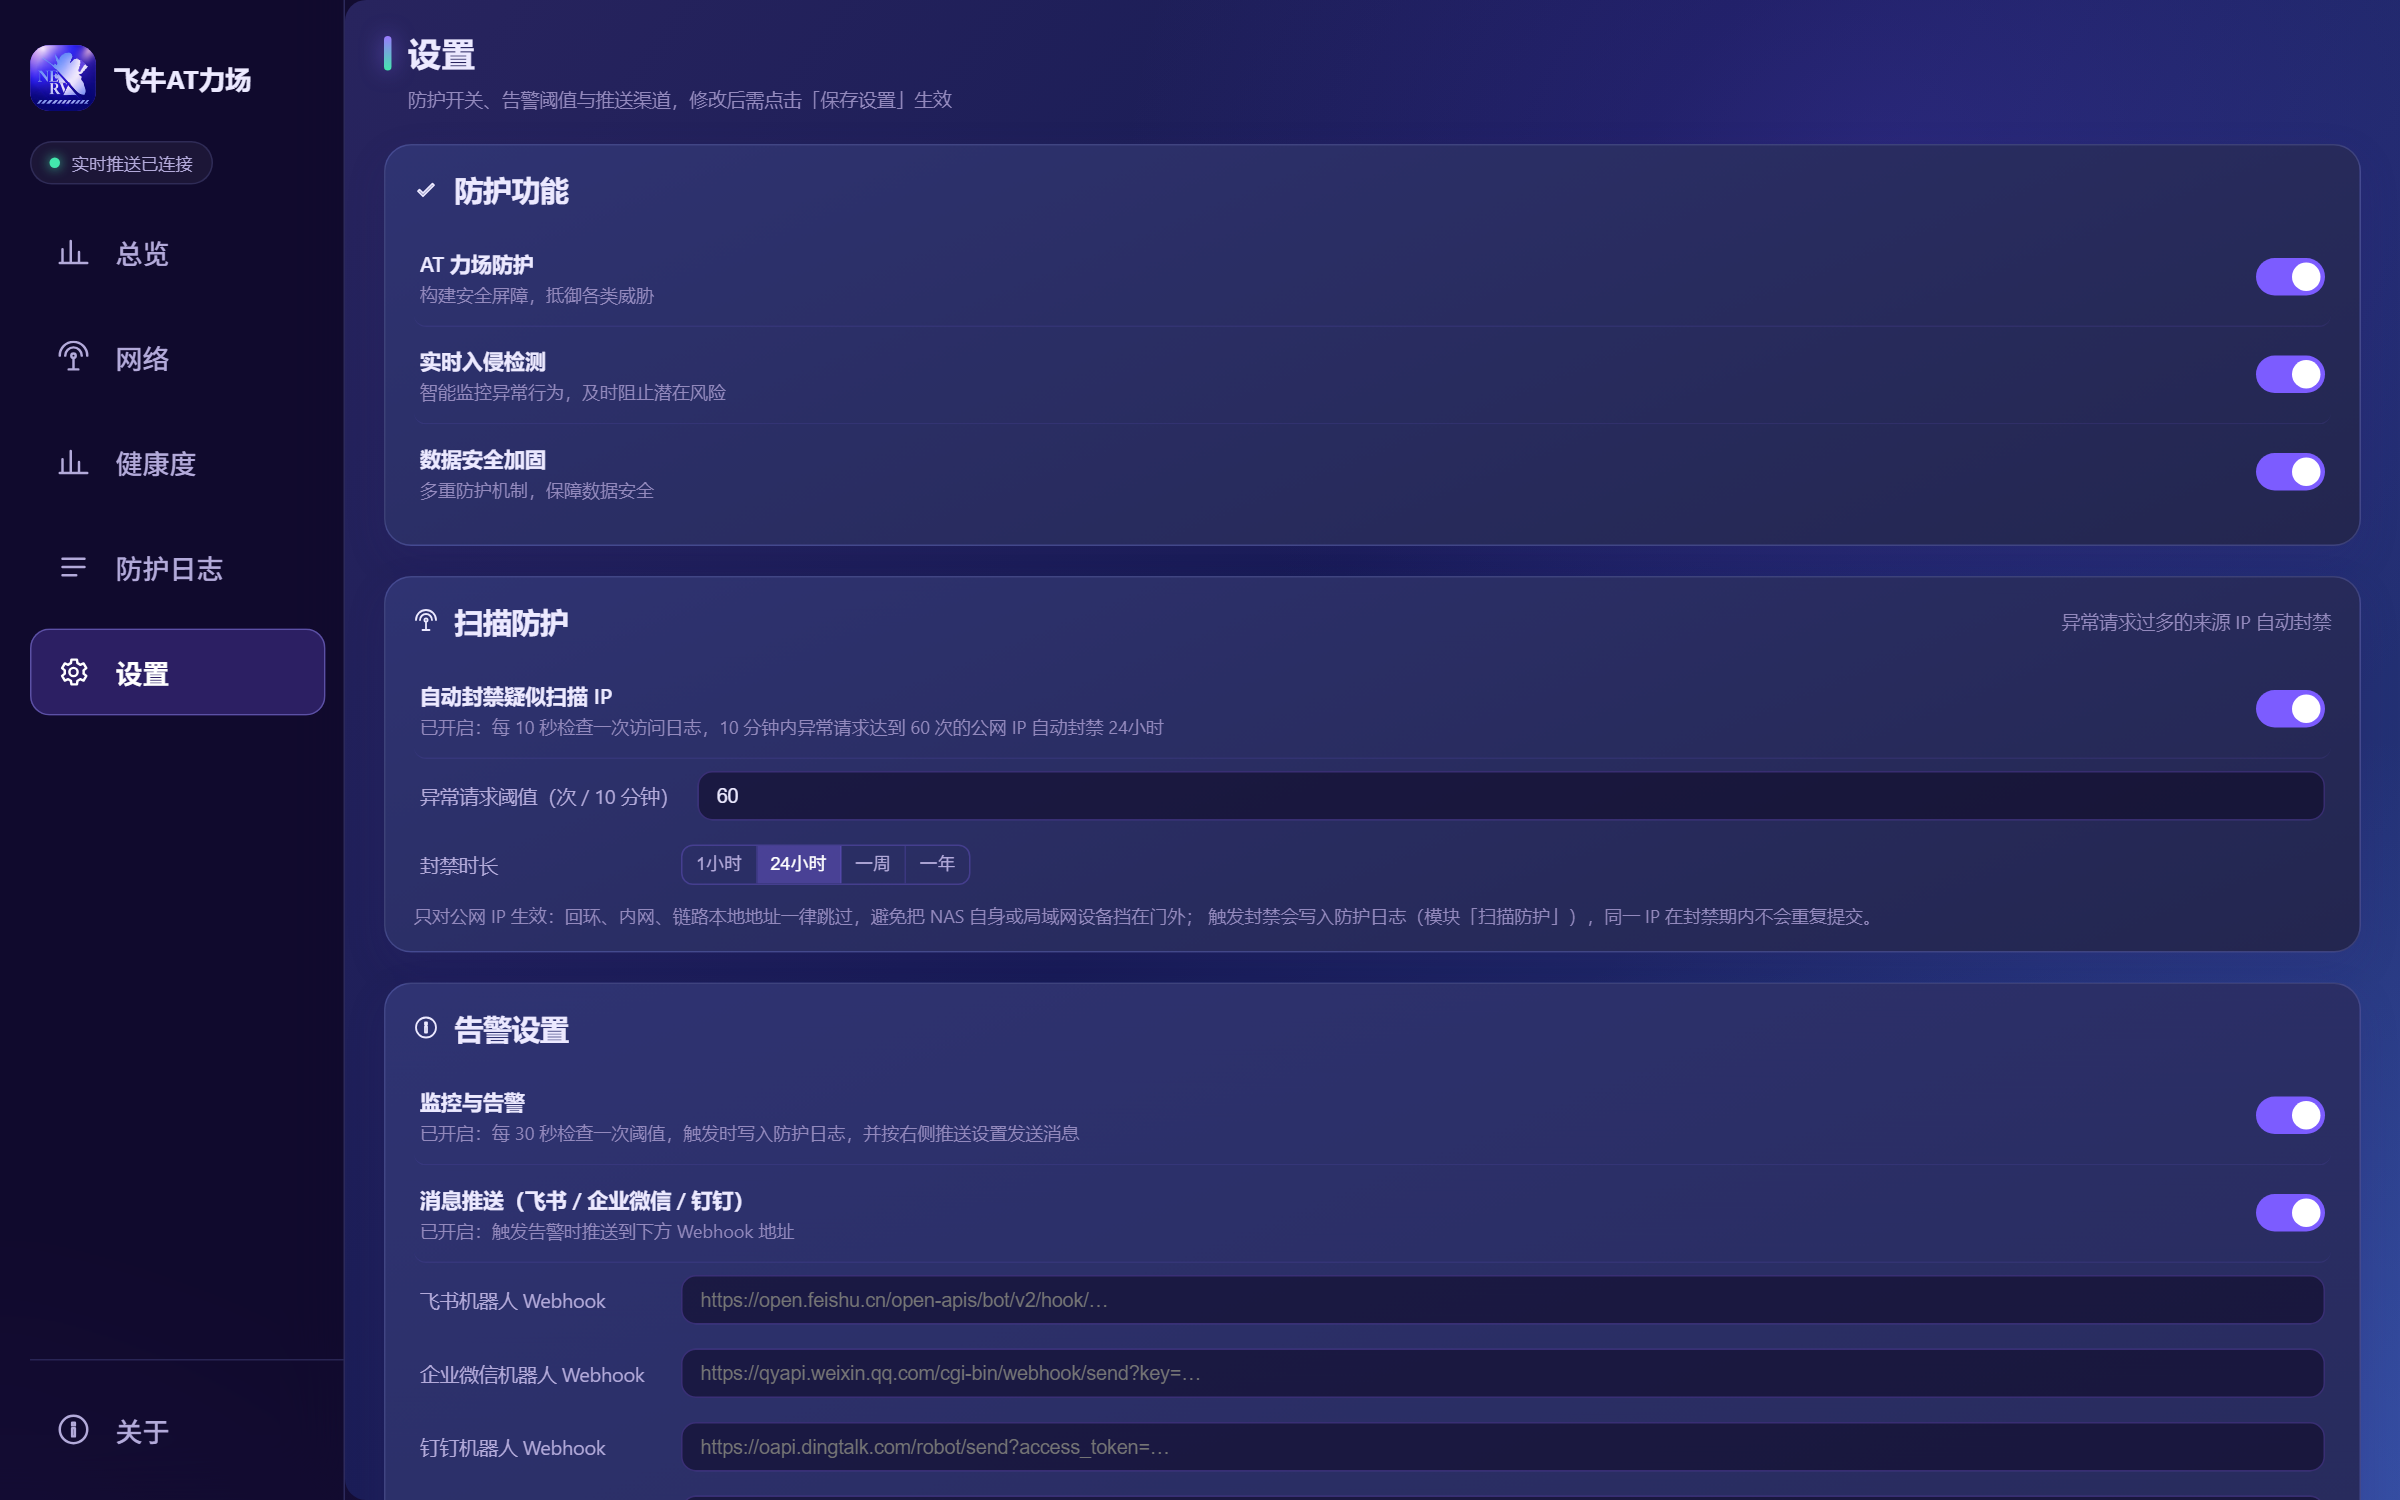 飞牛AT力场
实时推送已连接
总览
网络
健康度
防护日志
设置
关于
设置
防护开关、告警阈值与推送渠道，修改后需点击「保存设置」生效
防护功能
AT 力场防护
构建安全屏障，抵御各类威胁
实时入侵检测
智能监控异常行为，及时阻止潜在风险
数据安全加固
多重防护机制，保障数据安全
扫描防护
异常请求过多的来源 IP 自动封禁
自动封禁疑似扫描 IP
已开启：每 10 秒检查一次访问日志，10 分钟内异常请求达到 60 次的公网 IP 自动封禁 24小时
异常请求阈值（次 / 10 分钟） 60
封禁时长 1小时 24小时 一周 一年
只对公网 IP 生效：回环、内网、链路本地地址一律跳过，避免把 NAS 自身或局域网设备挡在门外； 触发封禁会写入防护日志（模块「扫描防护」），同一 IP 在封禁期内不会重复提交。
告警设置
监控与告警
已开启：每 30 秒检查一次阈值，触发时写入防护日志，并按右侧推送设置发送消息
消息推送（飞书 / 企业微信 / 钉钉）
已开启：触发告警时推送到下方 Webhook 地址
飞书机器人 Webhook https://open.feishu.cn/open-apis/bot/v2/hook/…
企业微信机器人 Webhook https://qyapi.weixin.qq.com/cgi-bin/webhook/send?key=…
钉钉机器人 Webhook https://oapi.dingtalk.com/robot/send?access_token=…